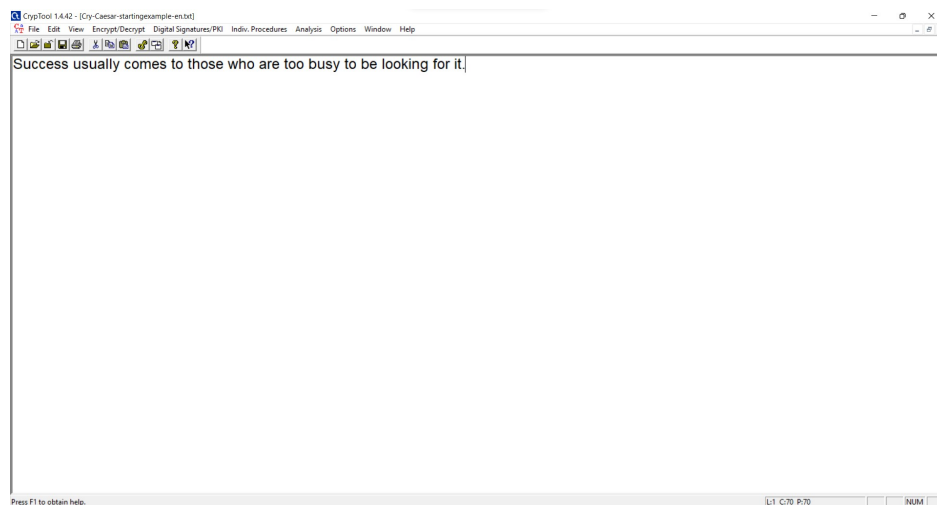 CrypTool 1.4.42 - [Cry-Caesar-startingexample-en.txt]
File Edit View Encrypt/Decrypt Digital Signatures/PKI Indiv. Procedures Analysis Options Window Help
Success usually comes to those who are too busy to be looking for it.
Press F1 to obtain help. L:1 C:70 P:70 NUM